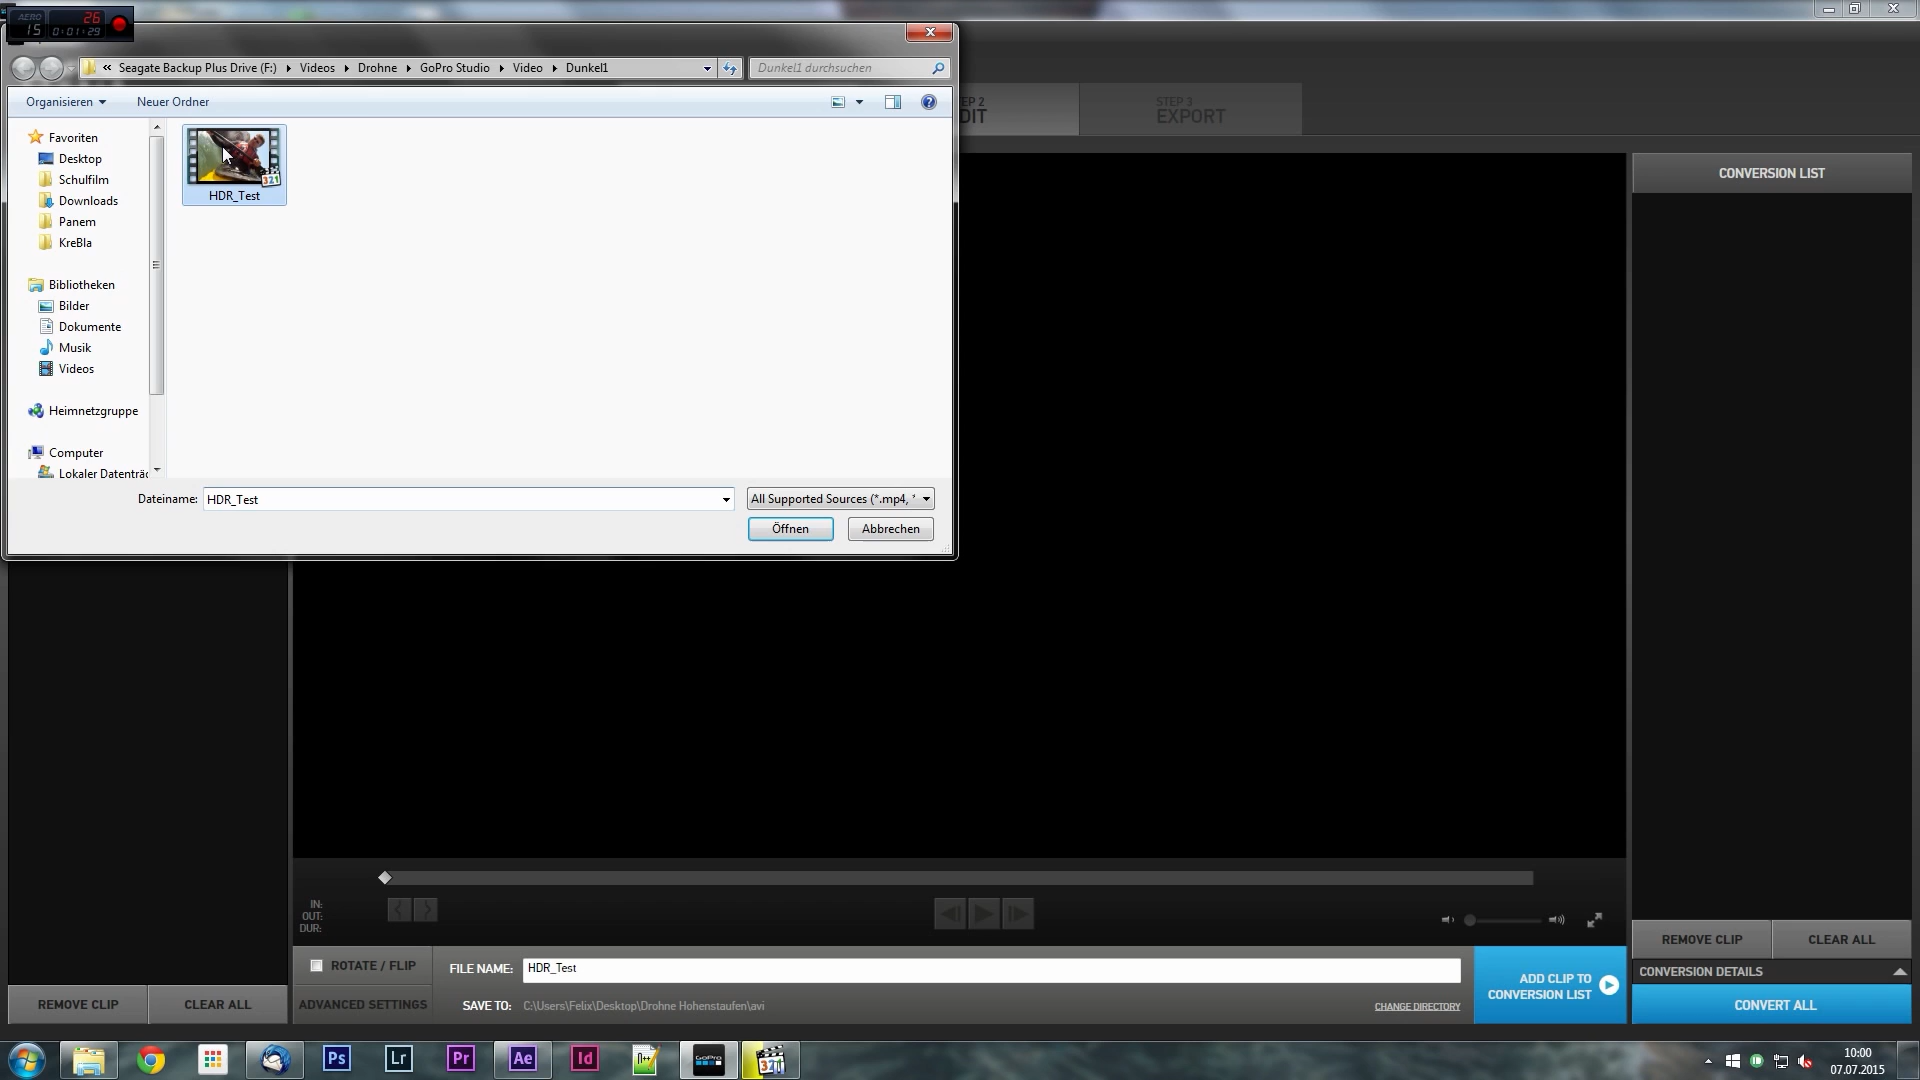 AERO
15
26
0:01:29
« Seagate Backup Plus Drive (F:) Videos Drohne GoPro Studio Video Dunkel1
Dunkel1 durchsuchen
Organisieren
Neuer Ordner
Favoriten
Desktop
Schulfilm
Downloads
Panem
KreBla
Bibliotheken
Bilder
Dokumente
Musik
Videos
Heimnetzgruppe
Computer
Lokaler Datenträ
321
HDR_Test
Dateiname:
HDR_Test
All Supported Sources (*.mp4, *
Öffnen
Abbrechen
EP 2
DIT
STEP 3
EXPORT
CONVERSION LIST
IN:
OUT:
DUR:
ROTATE / FLIP
ADVANCED SETTINGS
FILE NAME:
HDR_Test
SAVE TO:
C:\Users\Felix\Desktop\Drohne Hohenstaufen\avi
CHANGE DIRECTORY
ADD CLIP TO
CONVERSION LIST
REMOVE CLIP
CLEAR ALL
REMOVE CLIP
CLEAR ALL
CONVERSION DETAILS
CONVERT ALL
Ps
Lr
Pr
Ae
Id
n++
GoPro
321
10:00
07.07.2015